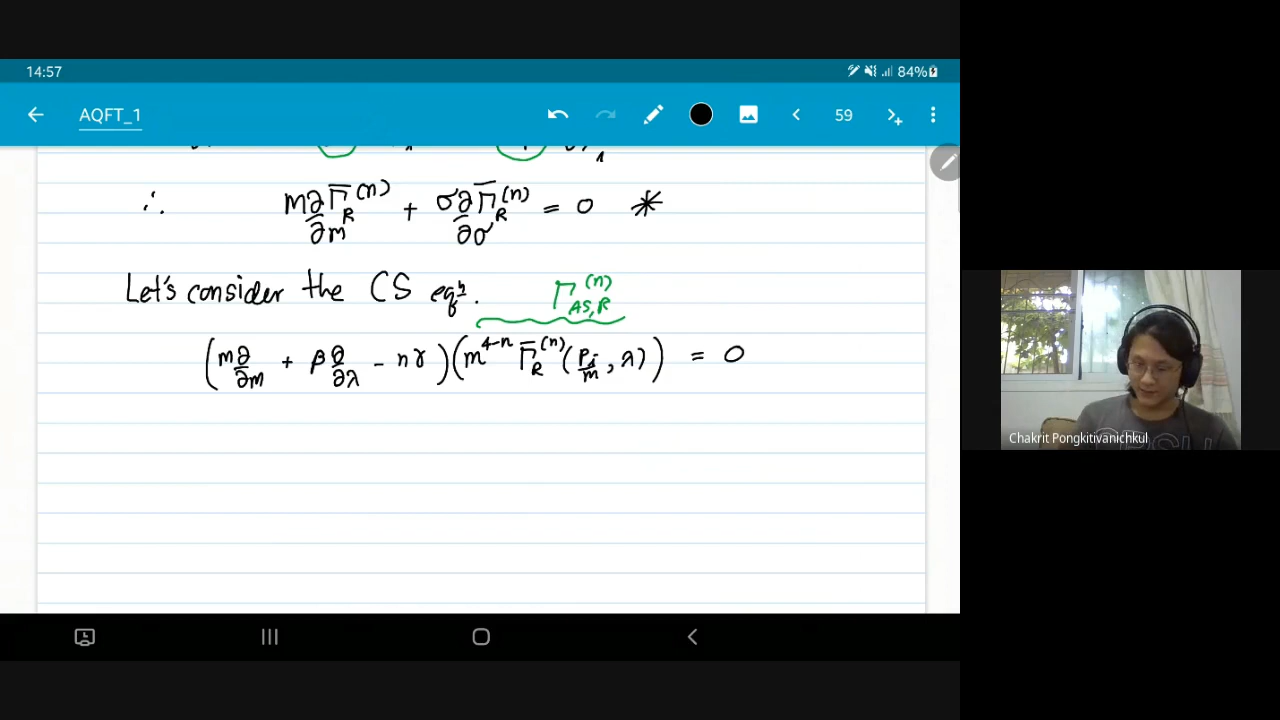 14:57
84%
AQFT_1
59
∴ m∂Γ̄_R^(n)/∂m + σ∂Γ̄_R^(n)/∂σ = 0 *
Let's consider the CS eqⁿ. Γ_AS,R^(n)
(m∂/∂m + β∂/∂λ - nγ)(m^4-n Γ̄_R^(n)(p_i/m, λ)) = 0
Chakrit Pongkitivanichkul